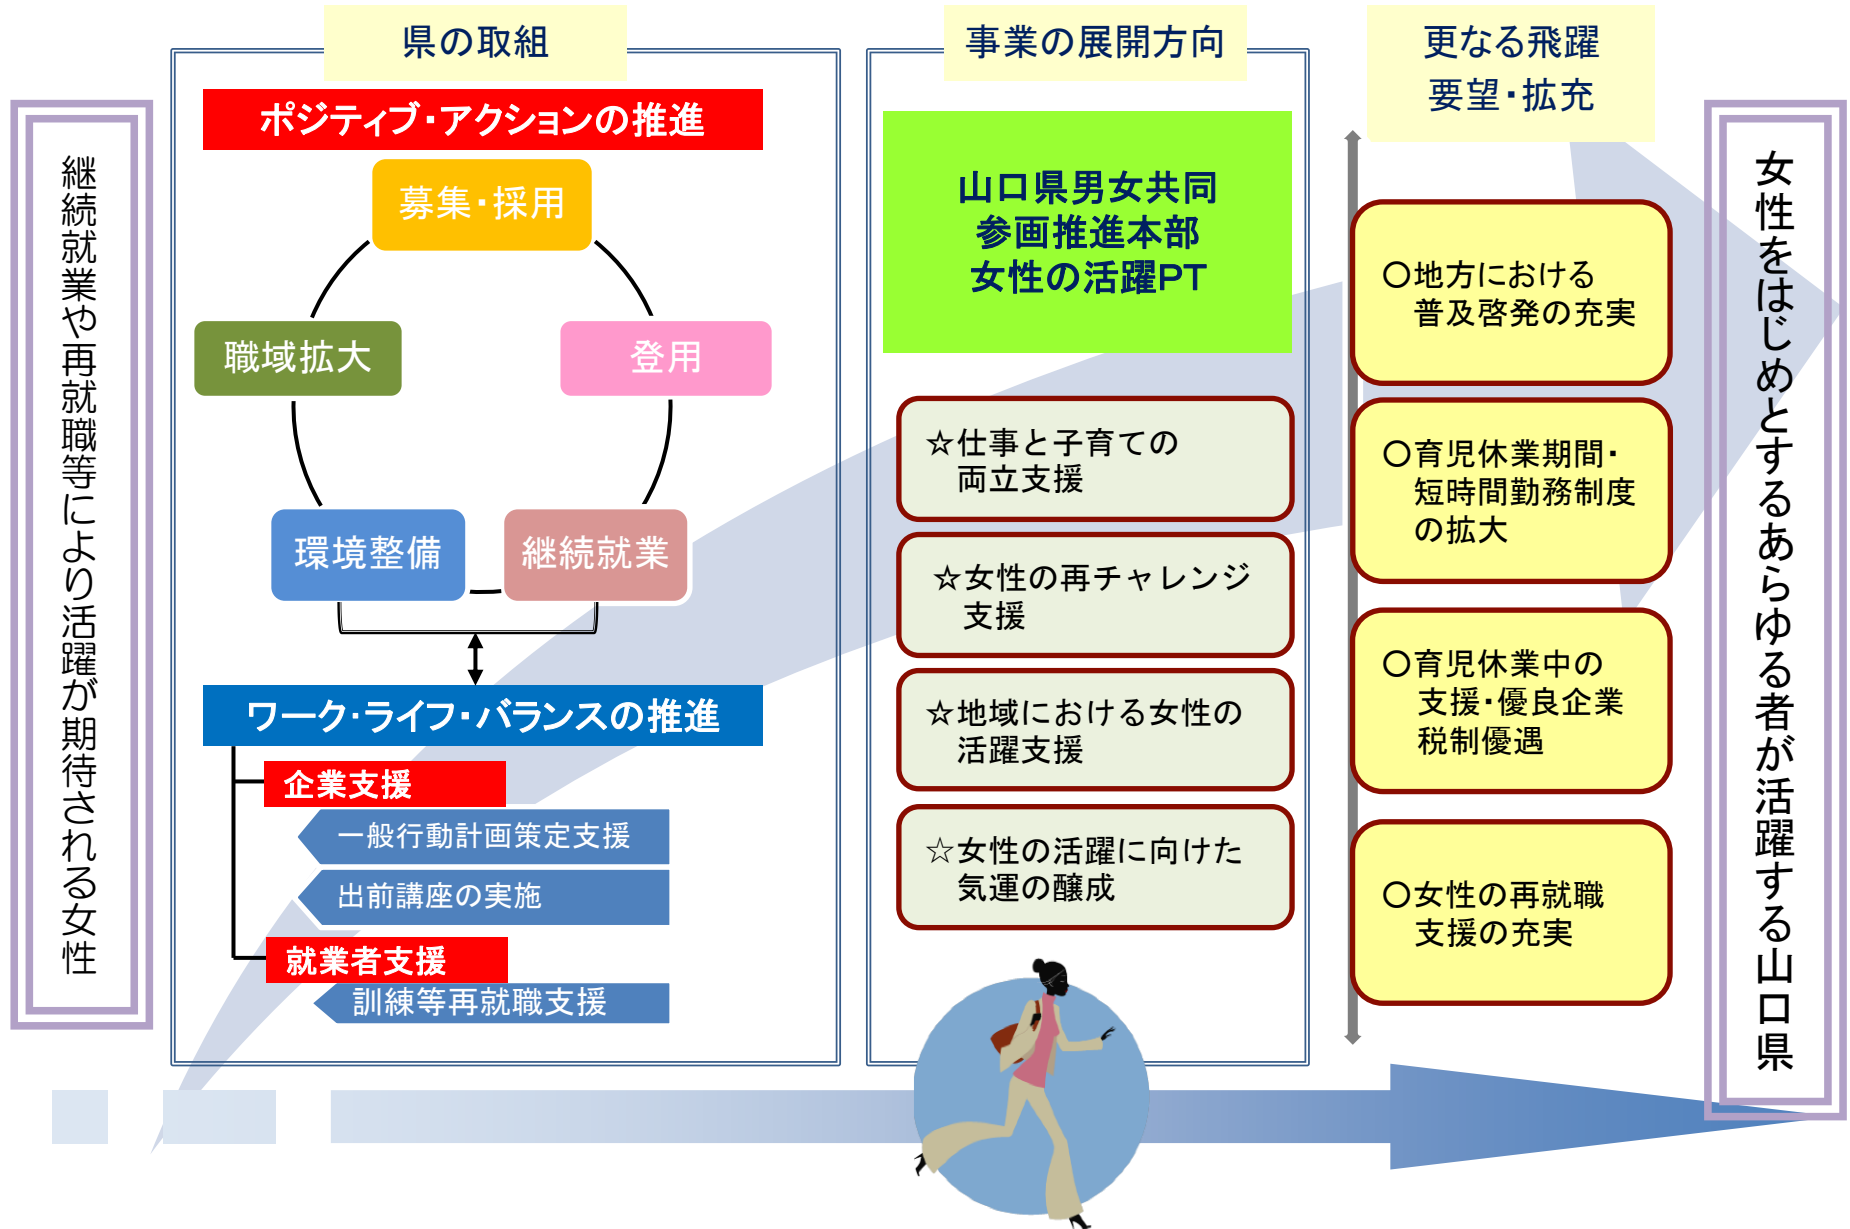 継続就業や再就職等により活躍が期待される女性
県の取組
ポジティブ・アクションの推進
募集・採用
職域拡大
登用
環境整備
継続就業
ワーク・ライフ・バランスの推進
企業支援
一般行動計画策定支援
出前講座の実施
就業者支援
訓練等再就職支援
事業の展開方向
山口県男女共同
参画推進本部
女性の活躍PT
☆仕事と子育ての
両立支援
☆女性の再チャレンジ
支援
☆地域における女性の
活躍支援
☆女性の活躍に向けた
気運の醸成
更なる飛躍
要望・拡充
○地方における
普及啓発の充実
○育児休業期間・
短時間勤務制度
の拡大
○育児休業中の
支援・優良企業
税制優遇
○女性の再就職
支援の充実
女性をはじめとするあらゆる者が活躍する山口県